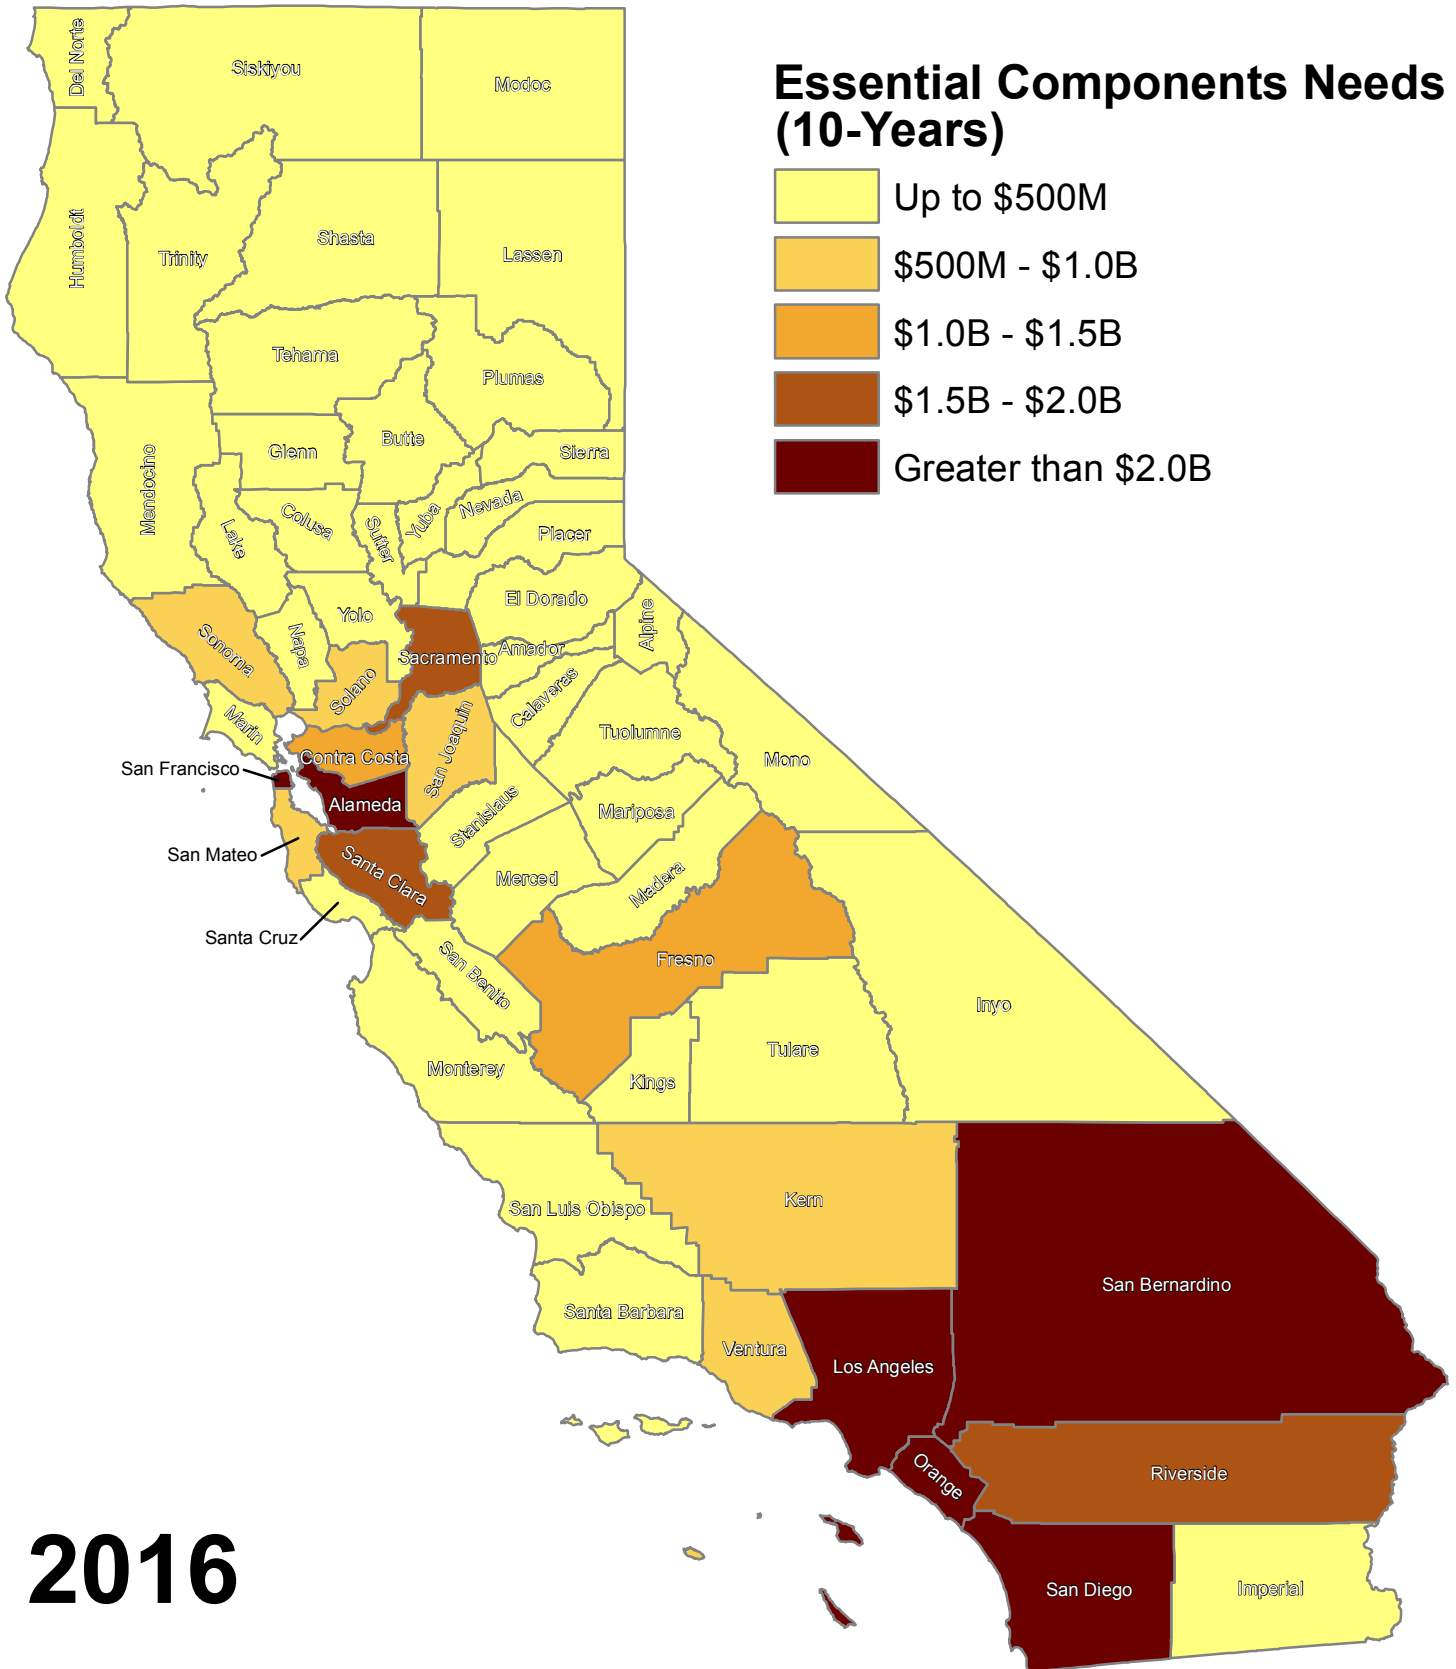 Essential Components Needs
(10-Years)
Up to $500M
$500M - $1.0B
$1.0B - $1.5B
$1.5B - $2.0B
Greater than $2.0B
Del Norte
Siskiyou
Modoc
Humboldt
Trinity
Shasta
Lassen
Tehama
Plumas
Mendocino
Glenn
Butte
Sierra
Lake
Colusa
Sutter
Yuba
Nevada
Placer
Sonoma
Napa
Yolo
El Dorado
Alpine
Sacramento
Amador
Solano
Calaveras
Marin
San Joaquin
Tuolumne
Mono
Contra Costa
San Francisco
Alameda
Stanislaus
Mariposa
San Mateo
Santa Clara
Merced
Madera
Santa Cruz
San Benito
Fresno
Inyo
Monterey
Kings
Tulare
San Luis Obispo
Kern
San Bernardino
Santa Barbara
Ventura
Los Angeles
Orange
Riverside
San Diego
Imperial
2016